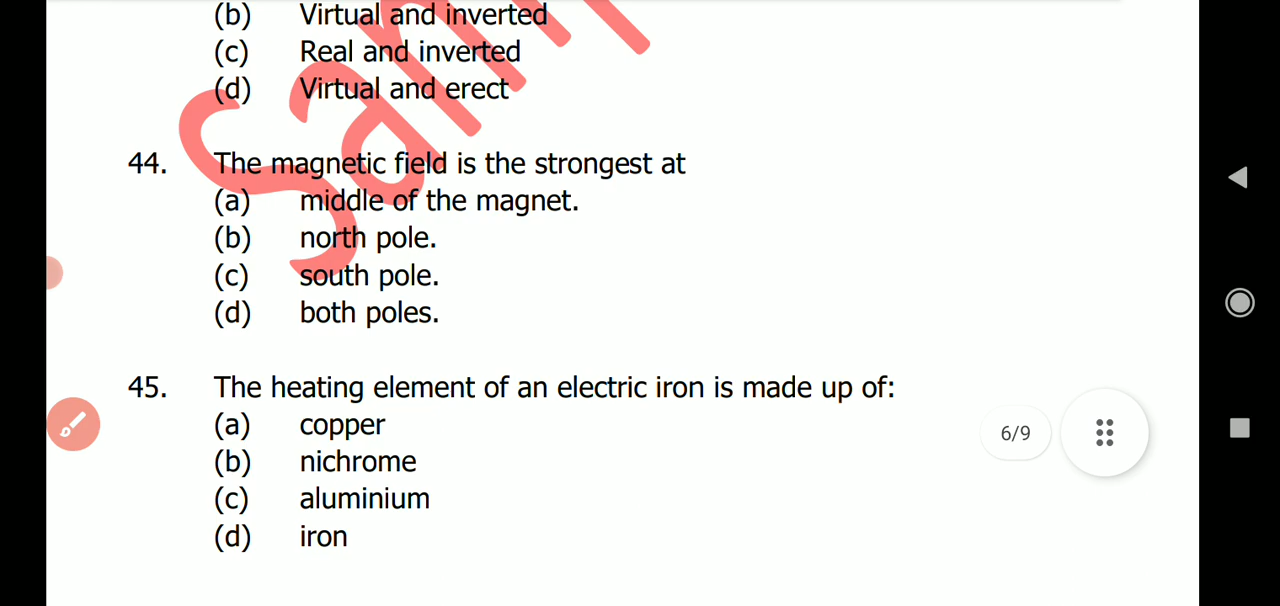 (b) Virtual and inverted
(c) Real and inverted
(d) Virtual and erect
44. The magnetic field is the strongest at
(a) middle of the magnet.
(b) north pole.
(c) south pole.
(d) both poles.
45. The heating element of an electric iron is made up of:
(a) copper
(b) nichrome
(c) aluminium
(d) iron
6/9